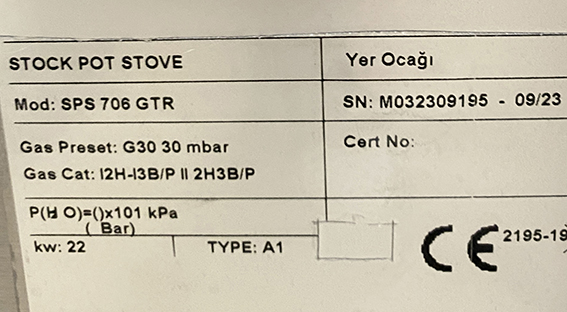 STOCK POT STOVE
Yer Ocağı
Mod: SPS 706 GTR
SN: M032309195 - 09/23
Gas Preset: G30 30 mbar
Cert No:
Gas Cat: I2H-I3B/P II 2H3B/P
P(H O)=()x101 kPa
( Bar)
kw: 22
TYPE: A1
CE 2195-19